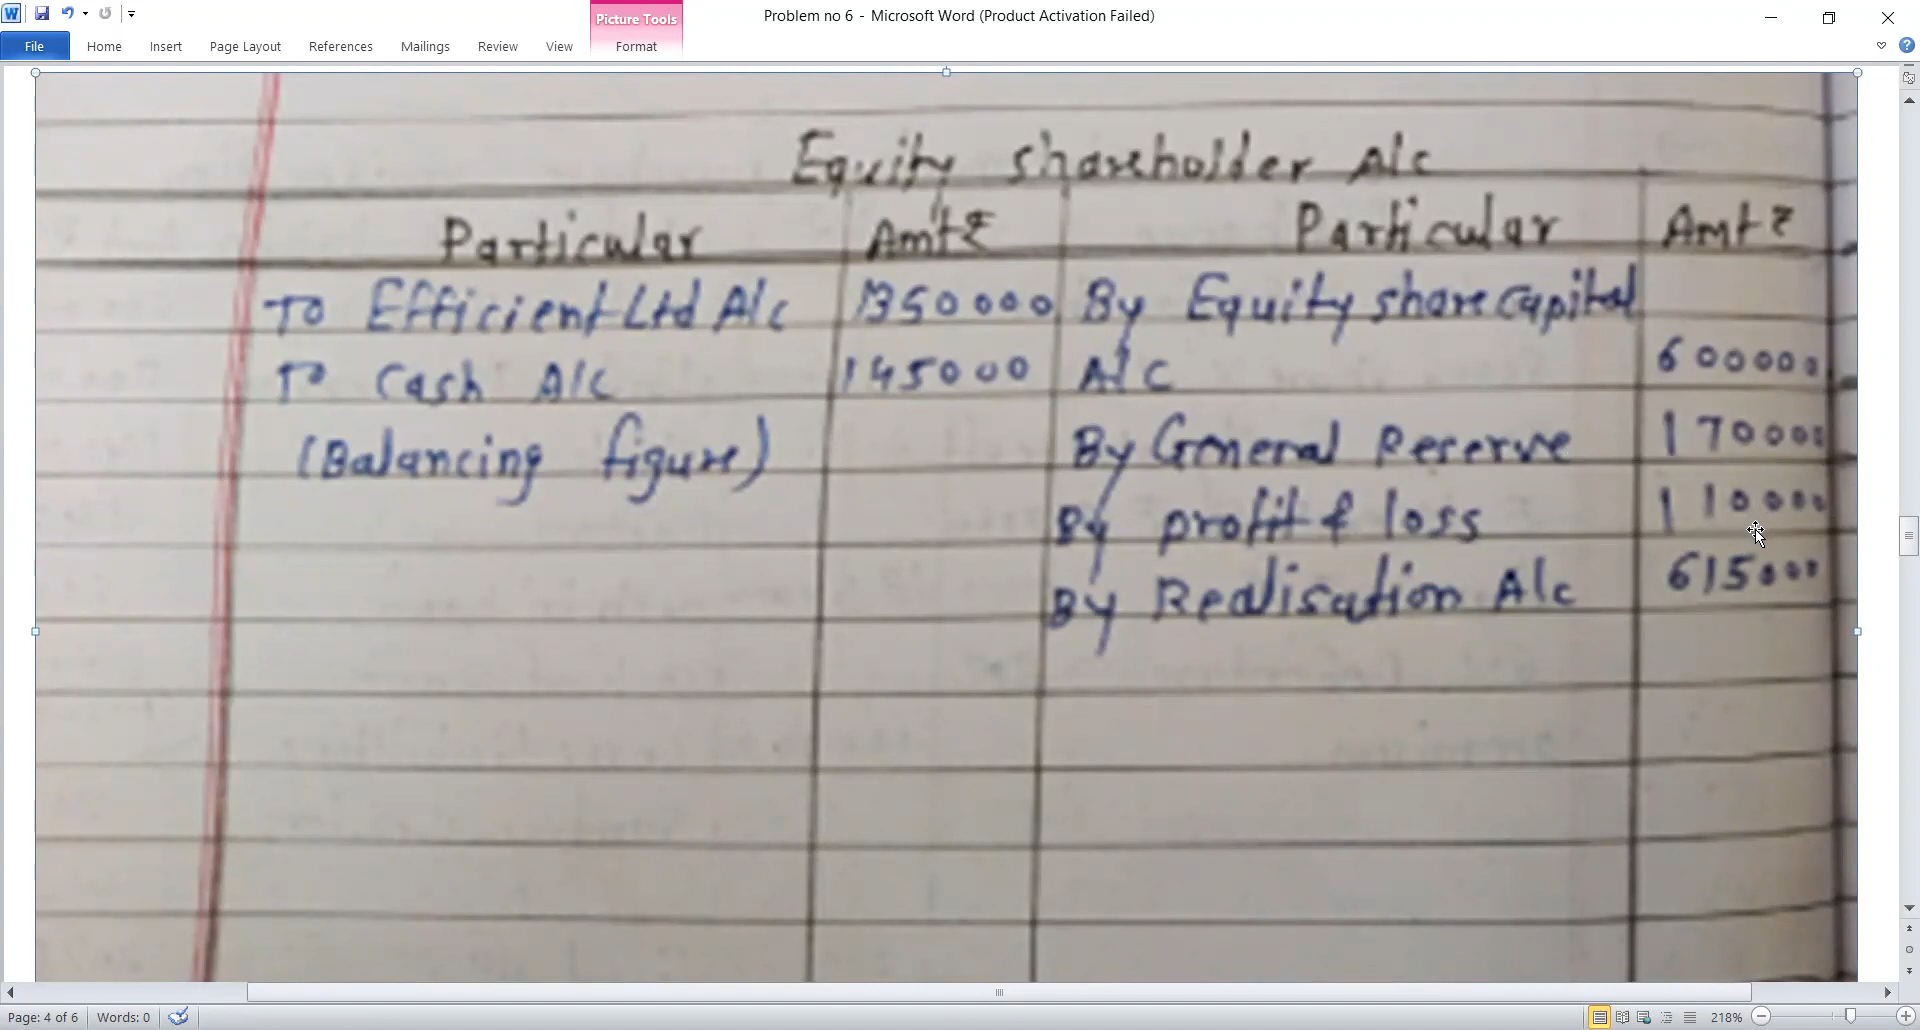 Problem no 6 - Microsoft Word (Product Activation Failed)
Picture Tools
File Home Insert Page Layout References Mailings Review View Format
Equity shareholder A/c
Particular Amt ₹ Particular Amt ₹
To Efficient Ltd A/c 1350000 By Equity share capital
To Cash A/c 145000 A/c 600000
(Balancing figure) By General Reserve 170000
By profit & loss 110000
By Realisation A/c 615000
Page: 4 of 6 Words: 0 218%